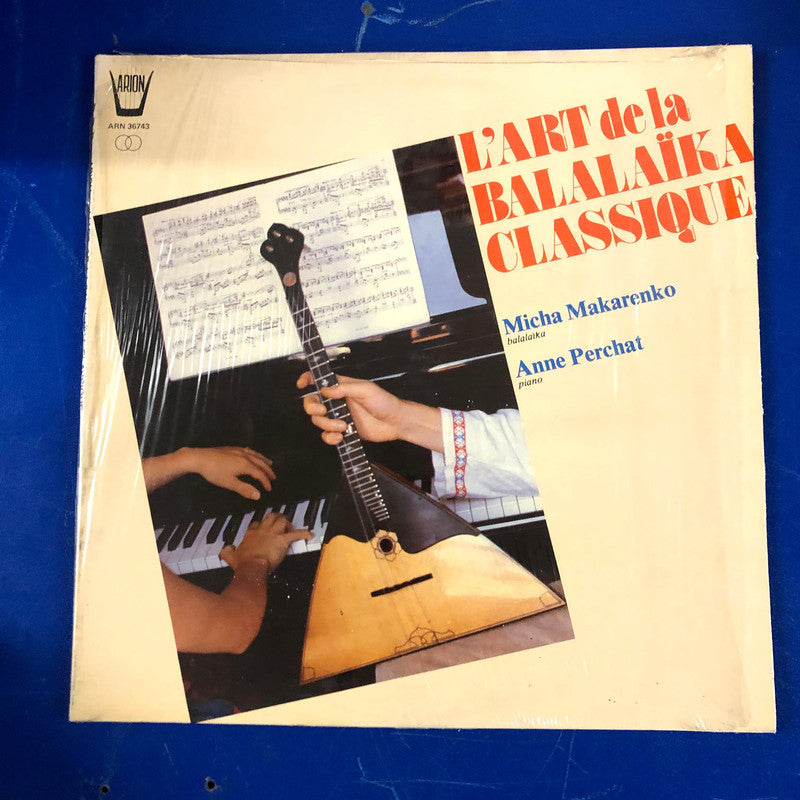 ARION
ARN 36743
L'ART de la
BALALAÏKA
CLASSIQUE
Micha Makarenko
balalaïka
Anne Perchat
piano